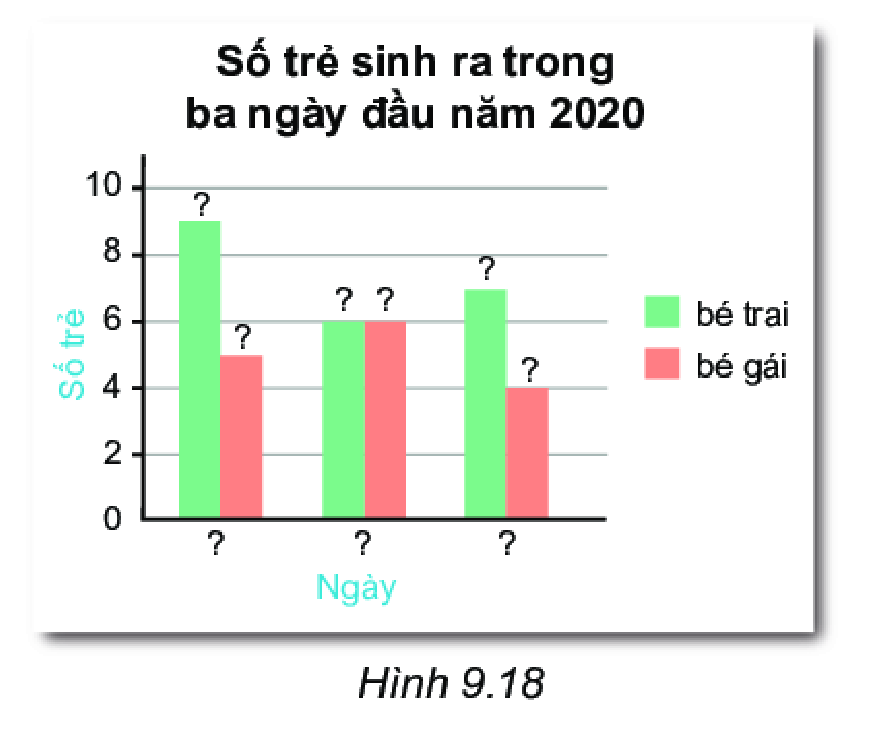 Số trẻ sinh ra trong
ba ngày đầu năm 2020
10
8
6
4
2
0
Số trẻ
?
?
?
?
?
?
?
?
?
Ngày
bé trai
bé gái
Hình 9.18